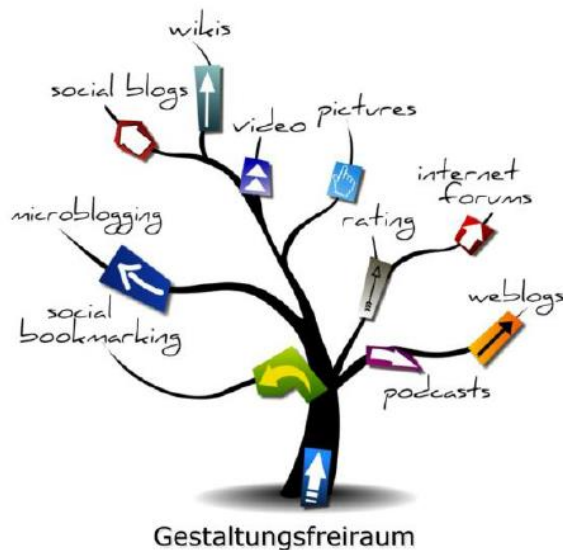 wikis
social blogs
video
pictures
internet
forums
microblogging
rating
social
bookmarking
weblogs
podcasts
Gestaltungsfreiraum